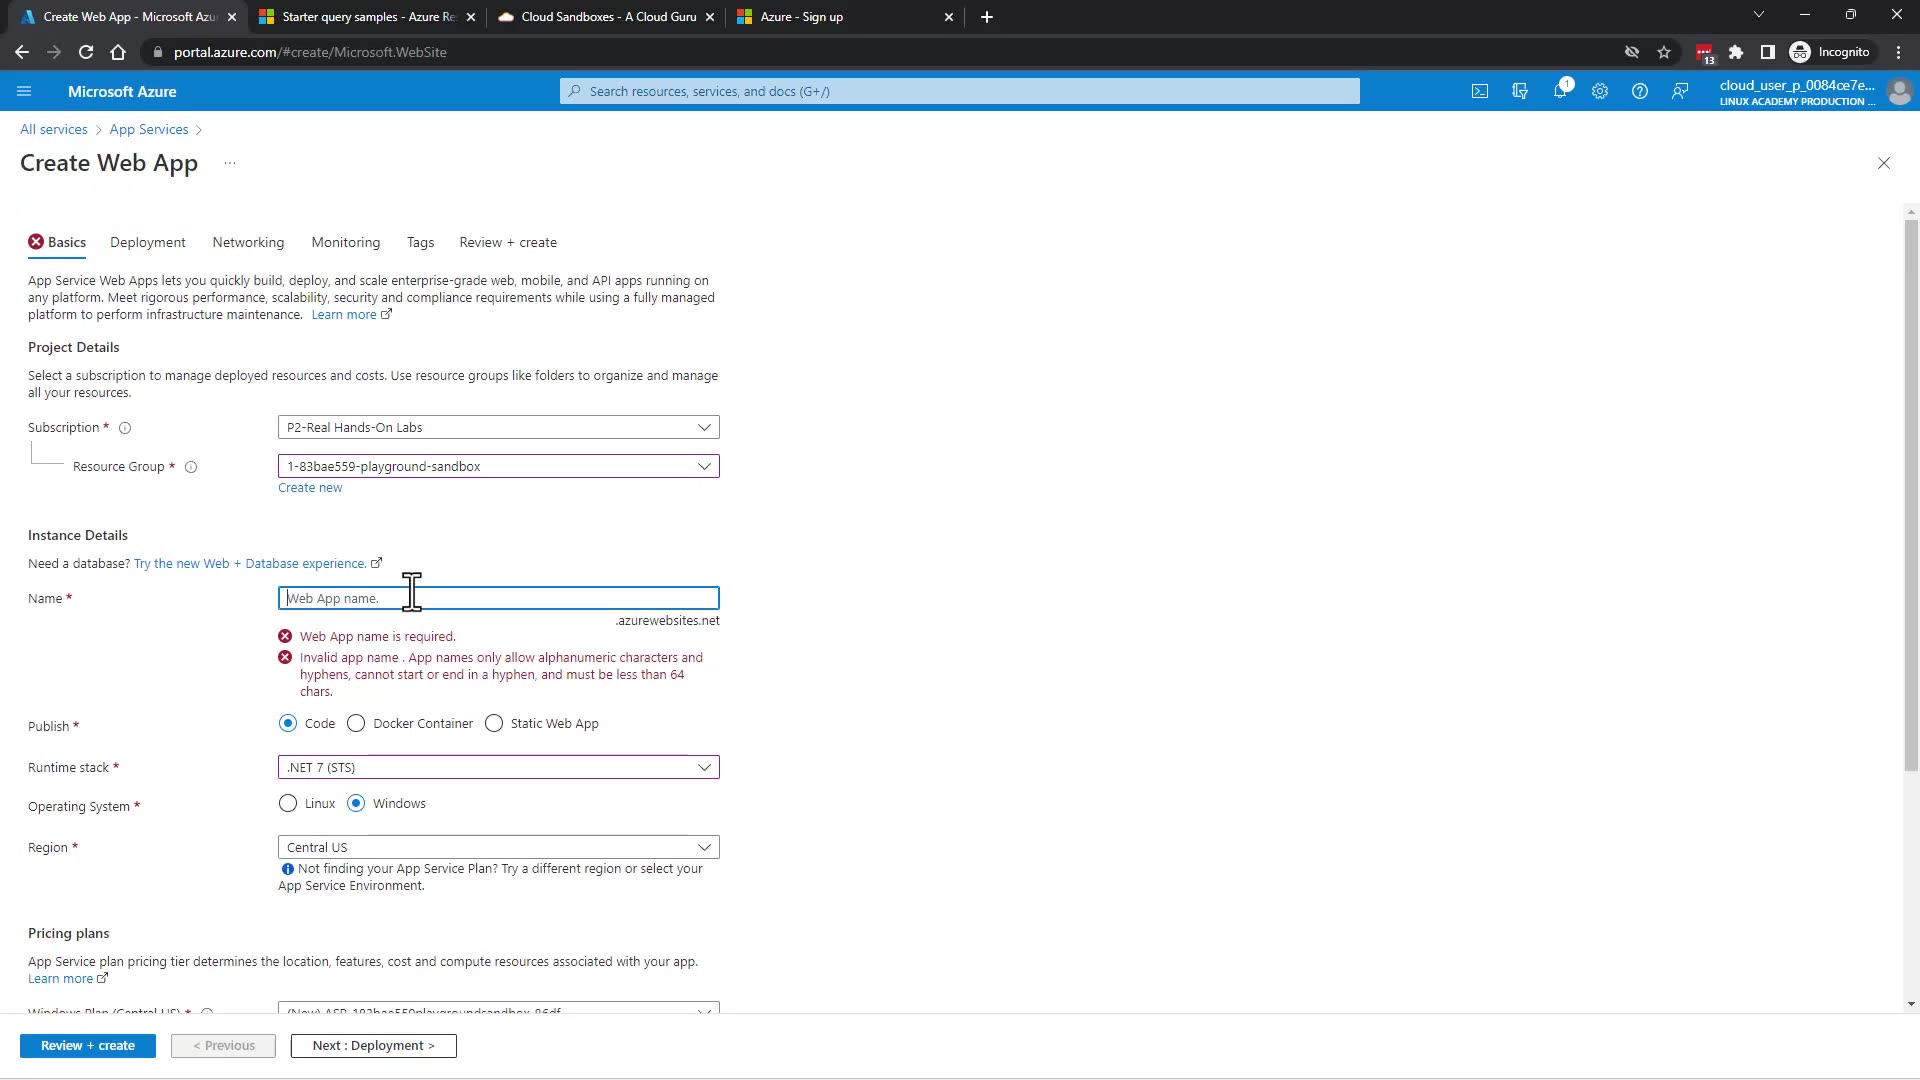 Create Web App - Microsoft Azu
Starter query samples - Azure Re
Cloud Sandboxes - A Cloud Guru
Azure - Sign up
portal.azure.com/#create/Microsoft.WebSite
13
Incognito
Microsoft Azure
Search resources, services, and docs (G+/)
1
cloud_user_p_0084ce7e...
LINUX ACADEMY PRODUCTION ...
All services > App Services >
Create Web App ...
Basics
Deployment
Networking
Monitoring
Tags
Review + create
App Service Web Apps lets you quickly build, deploy, and scale enterprise-grade web, mobile, and API apps running on
any platform. Meet rigorous performance, scalability, security and compliance requirements while using a fully managed
platform to perform infrastructure maintenance. Learn more
Project Details
Select a subscription to manage deployed resources and costs. Use resource groups like folders to organize and manage
all your resources.
Subscription *
P2-Real Hands-On Labs
Resource Group *
1-83bae559-playground-sandbox
Create new
Instance Details
Need a database? Try the new Web + Database experience.
Name *
Web App name.
.azurewebsites.net
Web App name is required.
Invalid app name . App names only allow alphanumeric characters and
hyphens, cannot start or end in a hyphen, and must be less than 64
chars.
Publish *
Code
Docker Container
Static Web App
Runtime stack *
.NET 7 (STS)
Operating System *
Linux
Windows
Region *
Central US
Not finding your App Service Plan? Try a different region or select your
App Service Environment.
Pricing plans
App Service plan pricing tier determines the location, features, cost and compute resources associated with your app.
Learn more
Windows Plan (Central US) *
(New) ASP-183bae559playgroundsandbox-86df
Review + create
< Previous
Next : Deployment >